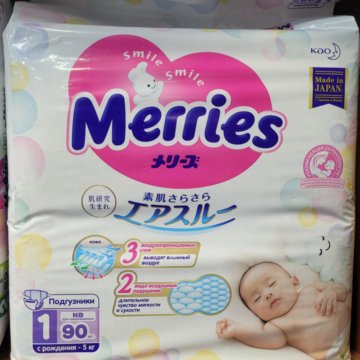 Smile Smile
Kao
Made in
JAPAN.
Merries
メリーズ
肌研究
生まれ
素肌さらさら
エアスルー
кожа
3 воздухопроницаемых
слоя
выводят влажный
воздух
2 вида воздушных
подушечек
длительное
чувство мягкости
и сухости
Подгузники
1
NB
90
с рождения - 5 кг